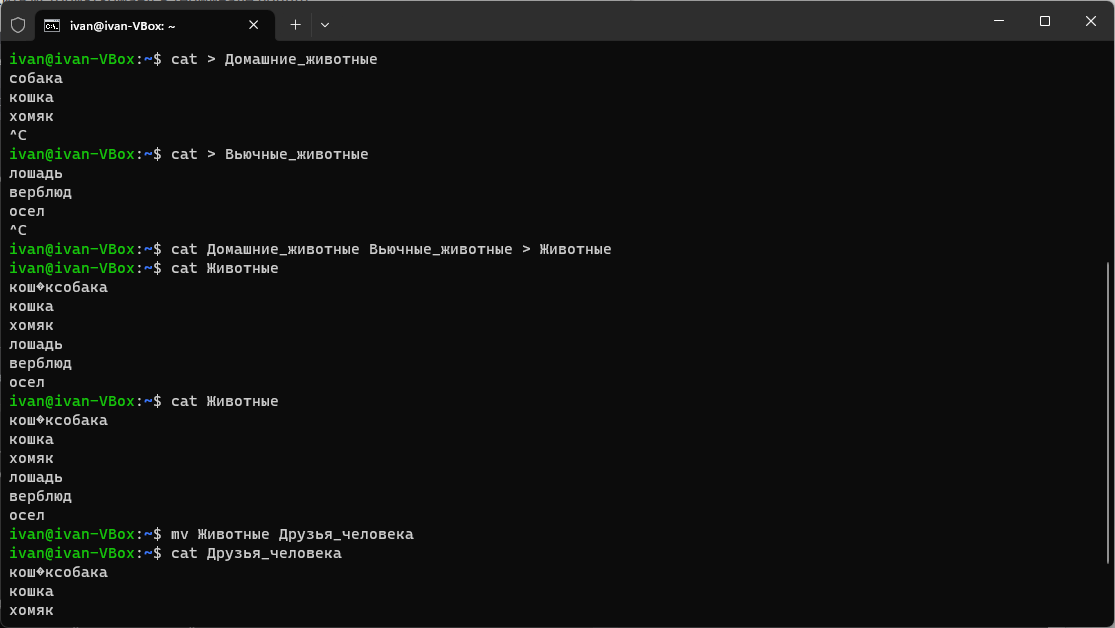 ivan@ivan-VBox: ~
ivan@ivan-VBox:~$ cat > Домашние_животные
собака
кошка
хомяк
^C
ivan@ivan-VBox:~$ cat > Вьючные_животные
лошадь
верблюд
осел
^C
ivan@ivan-VBox:~$ cat Домашние_животные Вьючные_животные > Животные
ivan@ivan-VBox:~$ cat Животные
кош�ксобака
кошка
хомяк
лошадь
верблюд
осел
ivan@ivan-VBox:~$ cat Животные
кош�ксобака
кошка
хомяк
лошадь
верблюд
осел
ivan@ivan-VBox:~$ mv Животные Друзья_человека
ivan@ivan-VBox:~$ cat Друзья_человека
кош�ксобака
кошка
хомяк